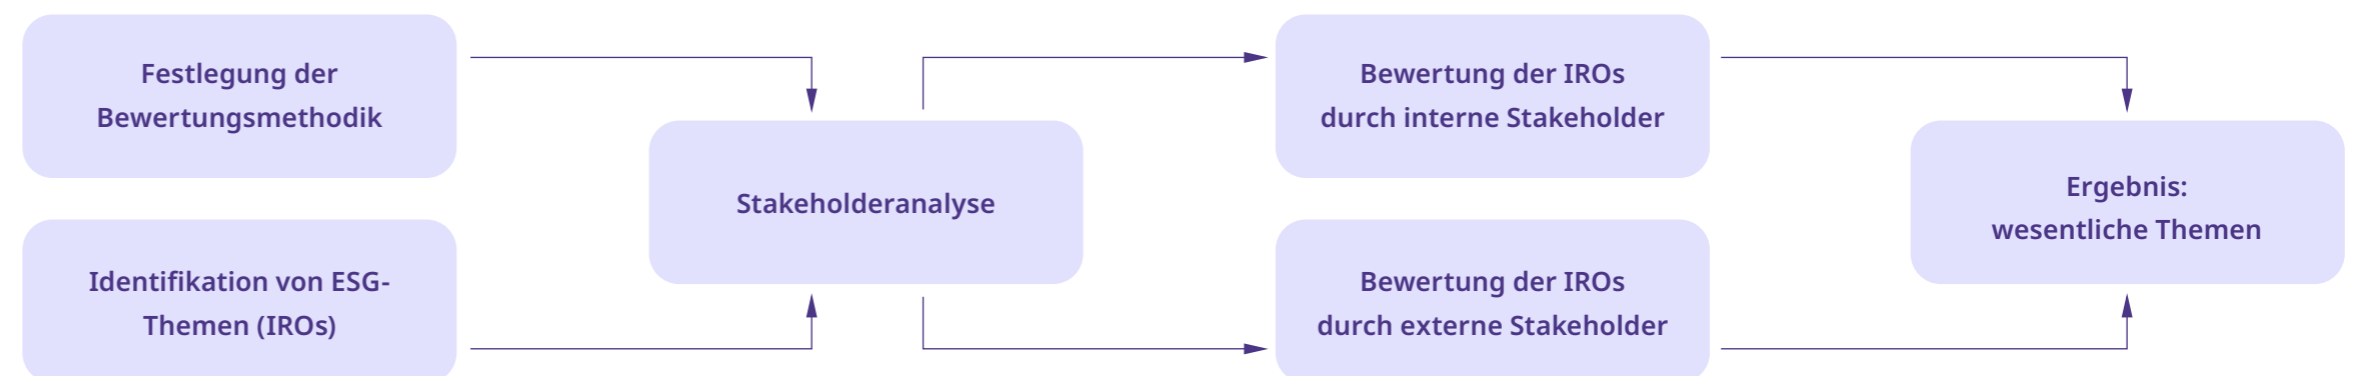 Festlegung der
Bewertungsmethodik
Identifikation von ESG-
Themen (IROs)
Stakeholderanalyse
Bewertung der IROs
durch interne Stakeholder
Bewertung der IROs
durch externe Stakeholder
Ergebnis:
wesentliche Themen